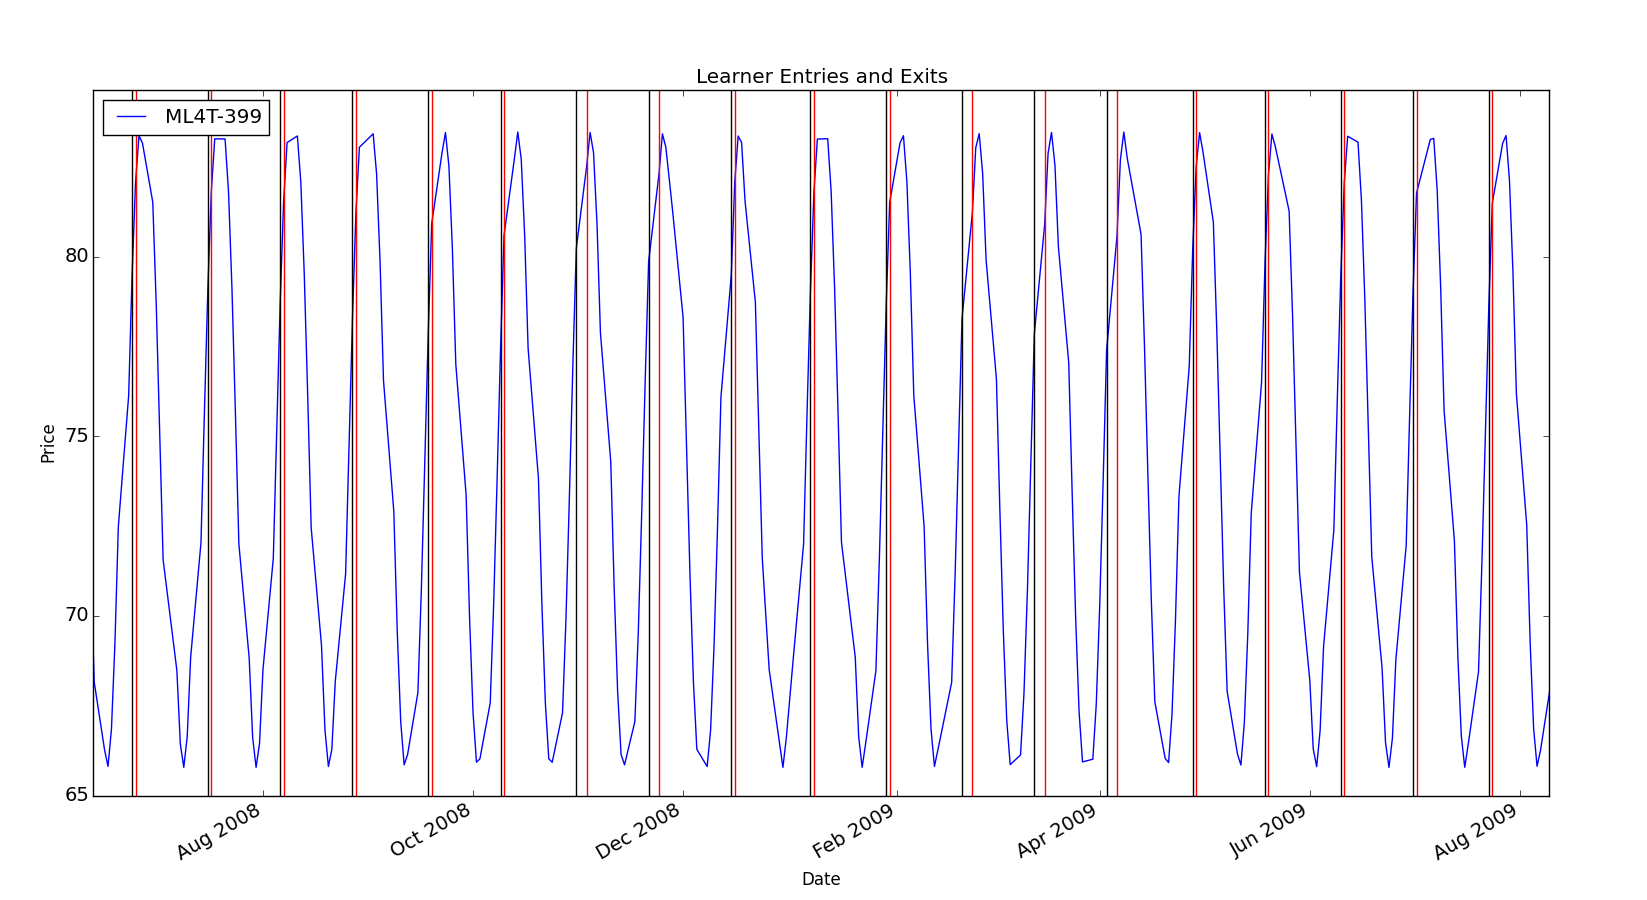 Learner Entries and Exits
ML4T-399
80
75
70
65
Price
Aug 2008
Oct 2008
Dec 2008
Feb 2009
Apr 2009
Jun 2009
Aug 2009
Date